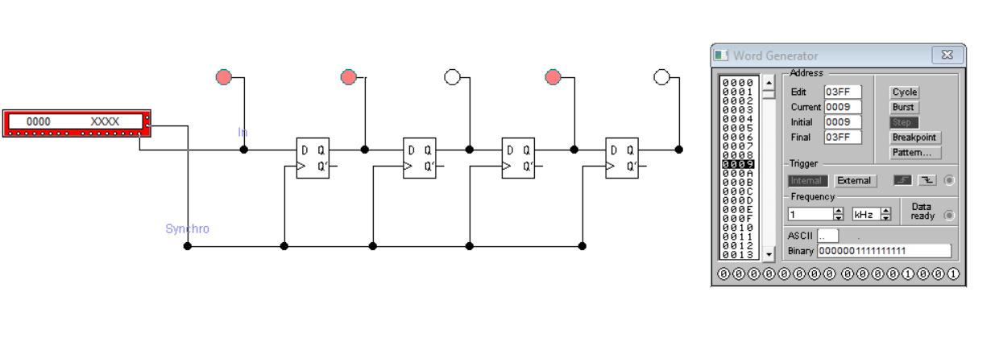 0000 XXXX
In
D Q
Q'
D Q
Q'
D Q
Q'
D Q
Q'
Synchro
Word Generator
0000
0001
0002
0003
0004
0005
0006
0007
0008
0009
000A
000B
000C
000D
000E
000F
0010
0011
0012
0013
Address
Edit 03FF
Current 0009
Initial 0009
Final 03FF
Cycle
Burst
Step
Breakpoint
Pattern...
Trigger
Internal External
Frequency
1 kHz
Data
ready
ASCII .. .
Binary 0000001111111111
0 0 0 0 0 0 0 0 0 0 0 0 1 0 0 1